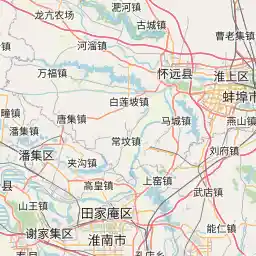 淝河镇
龙亢农场
古城镇
曹老集镇
河溜镇
万福镇
怀远县
淮上区
白莲坡镇
蚌埠市
唐集镇
马城镇
燕山镇
潘集镇
常坟镇
刘府镇
潘集区
夹沟镇
高皇镇
上窑镇
武店镇
山王镇
田家庵区
谢家集区
淮南市
能仁镇